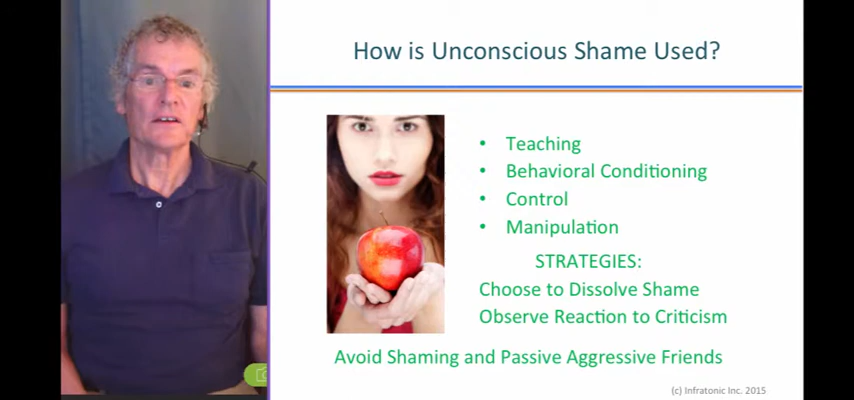 How is Unconscious Shame Used?
• Teaching
• Behavioral Conditioning
• Control
• Manipulation
STRATEGIES:
Choose to Dissolve Shame
Observe Reaction to Criticism
Avoid Shaming and Passive Aggressive Friends
(c) Infratonic Inc. 2015